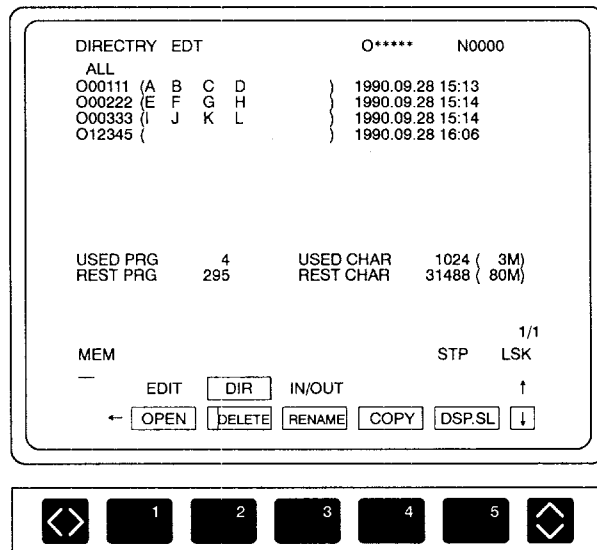 DIRECTRY EDT O***** N0000
ALL
O00111 (A B C D ) 1990.09.28 15:13
O00222 (E F G H ) 1990.09.28 15:14
O00333 (I J K L ) 1990.09.28 15:14
O12345 ( ) 1990.09.28 16:06
USED PRG 4 USED CHAR 1024 ( 3M)
REST PRG 295 REST CHAR 31488 ( 80M)
1/1
MEM STP LSK
EDIT DIR IN/OUT ↑
← OPEN DELETE RENAME COPY DSP.SL ↓
1 2 3 4 5